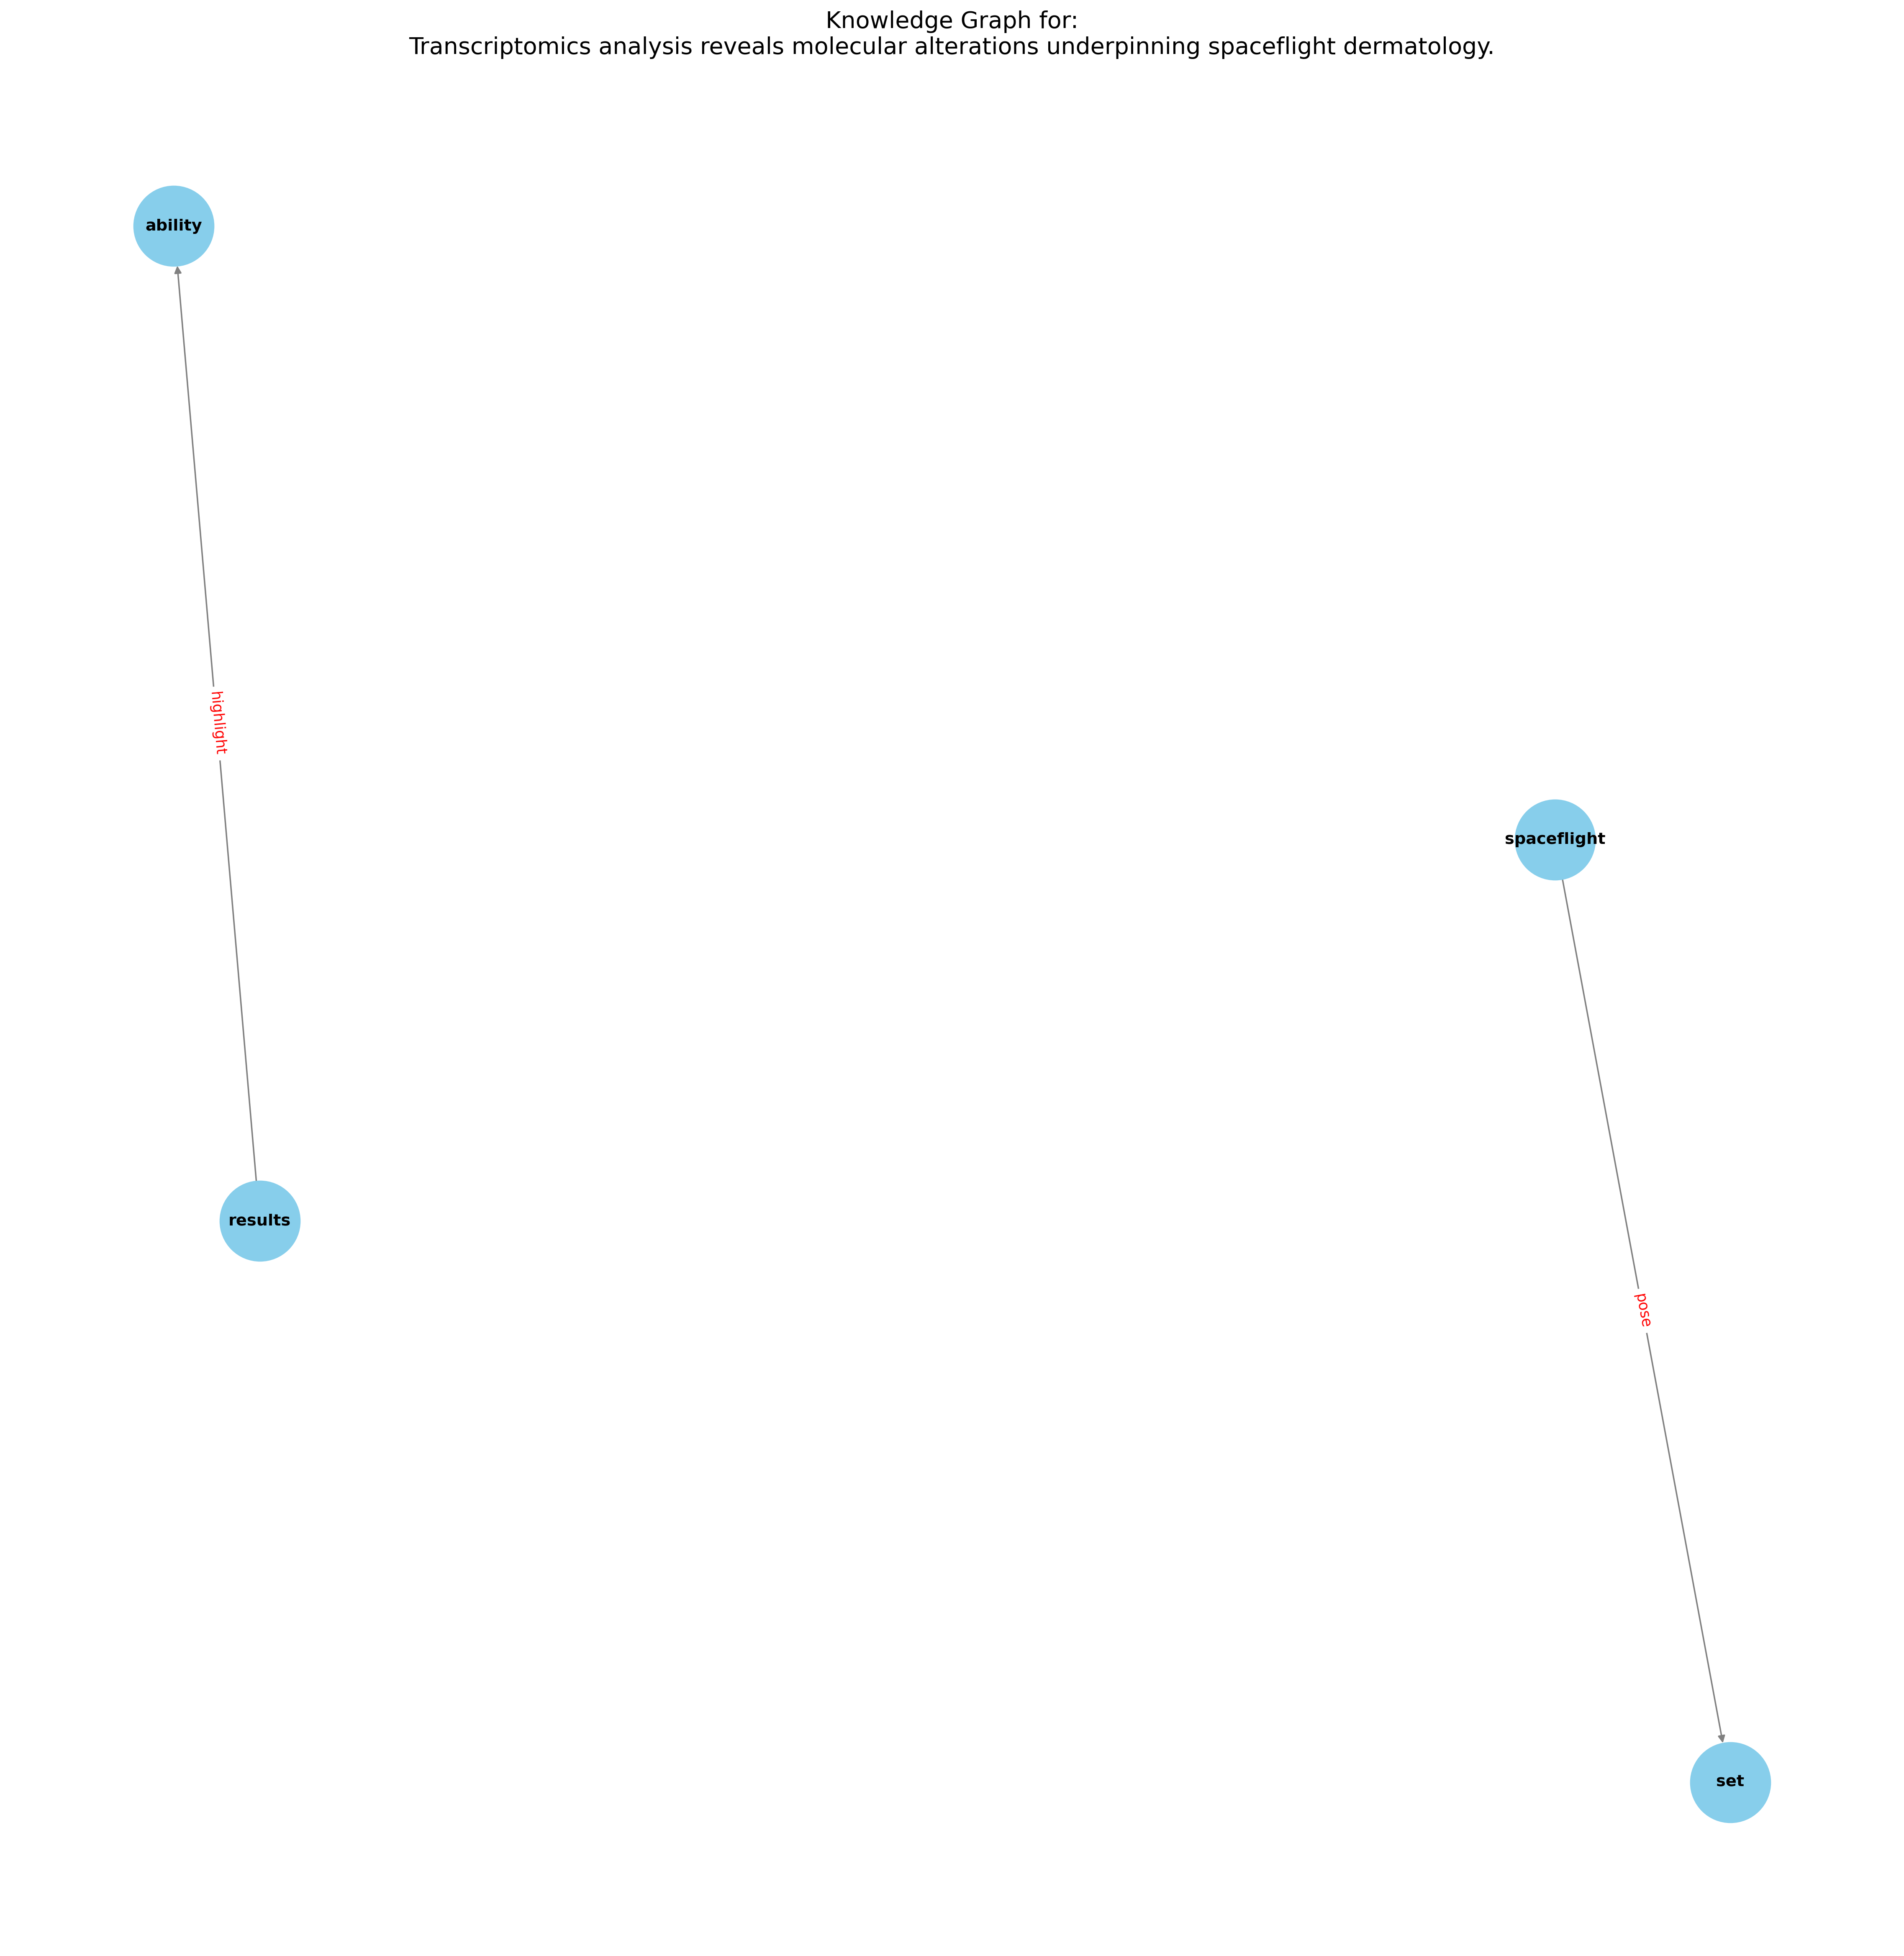 Knowledge Graph for:
Transcriptomics analysis reveals molecular alterations underpinning spaceflight dermatology.
ability
highlight
spaceflight
results
pose
set